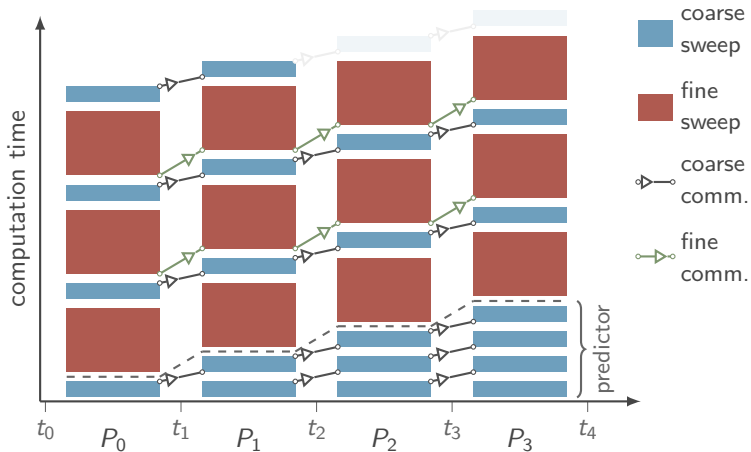 coarse
sweep
fine
sweep
coarse
comm.
fine
comm.
computation time
predictor
t0 P0 t1 P1 t2 P2 t3 P3 t4